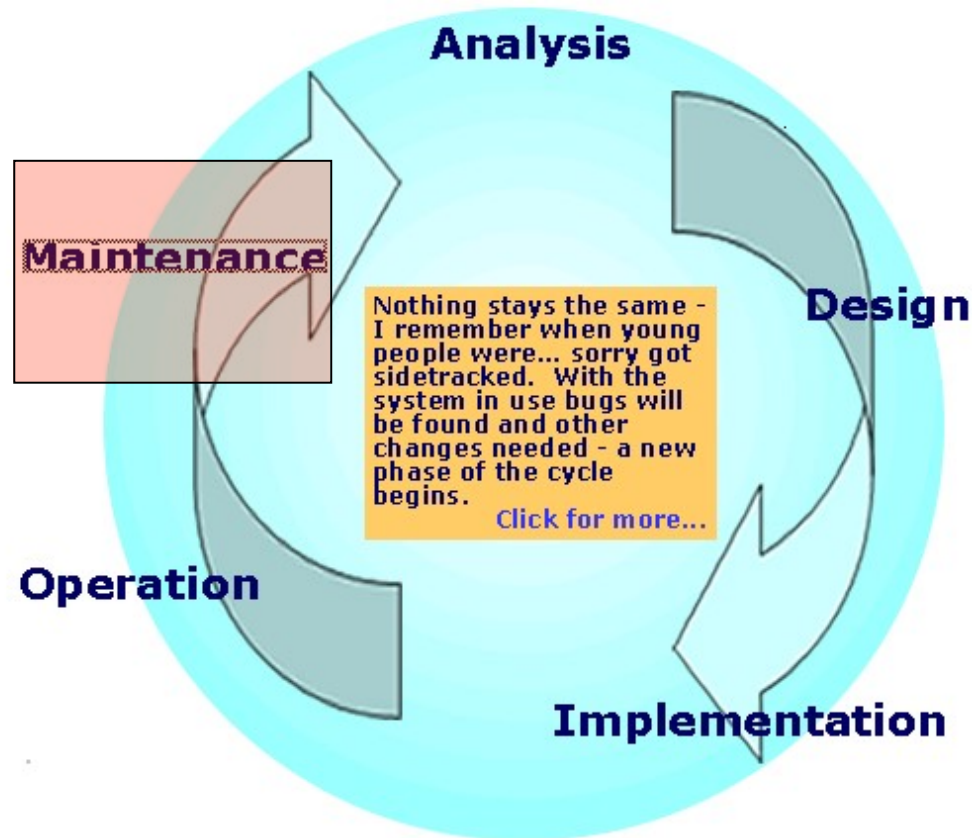 Analysis
Maintenance
Design
Nothing stays the same -
I remember when young
people were... sorry got
sidetracked.  With the
system in use bugs will
be found and other
changes needed - a new
phase of the cycle
begins.
Click for more...
Operation
Implementation